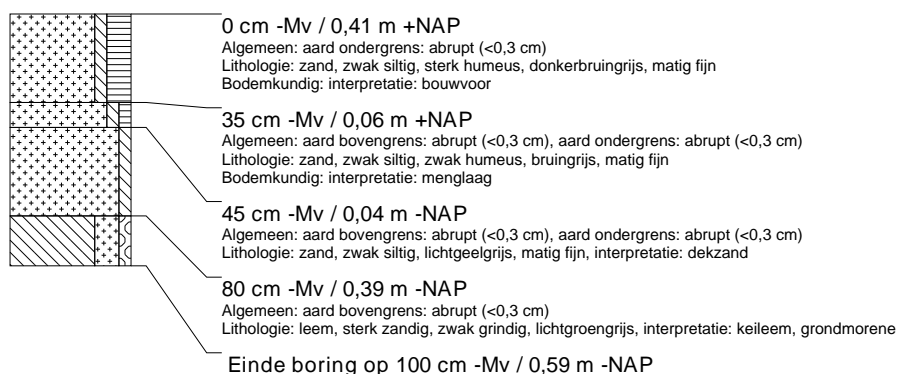 0 cm -Mv / 0,41 m +NAP
Algemeen: aard ondergrens: abrupt (<0,3 cm)
Lithologie: zand, zwak siltig, sterk humeus, donkerbruingrijs, matig fijn
Bodemkundig: interpretatie: bouwvoor
35 cm -Mv / 0,06 m +NAP
Algemeen: aard bovengrens: abrupt (<0,3 cm), aard ondergrens: abrupt (<0,3 cm)
Lithologie: zand, zwak siltig, zwak humeus, bruingrijs, matig fijn
Bodemkundig: interpretatie: menglaag
45 cm -Mv / 0,04 m -NAP
Algemeen: aard bovengrens: abrupt (<0,3 cm), aard ondergrens: abrupt (<0,3 cm)
Lithologie: zand, zwak siltig, lichtgeelgrijs, matig fijn, interpretatie: dekzand
80 cm -Mv / 0,39 m -NAP
Algemeen: aard bovengrens: abrupt (<0,3 cm)
Lithologie: leem, sterk zandig, zwak grindig, lichtgroengrijs, interpretatie: keileem, grondmorene
Einde boring op 100 cm -Mv / 0,59 m -NAP